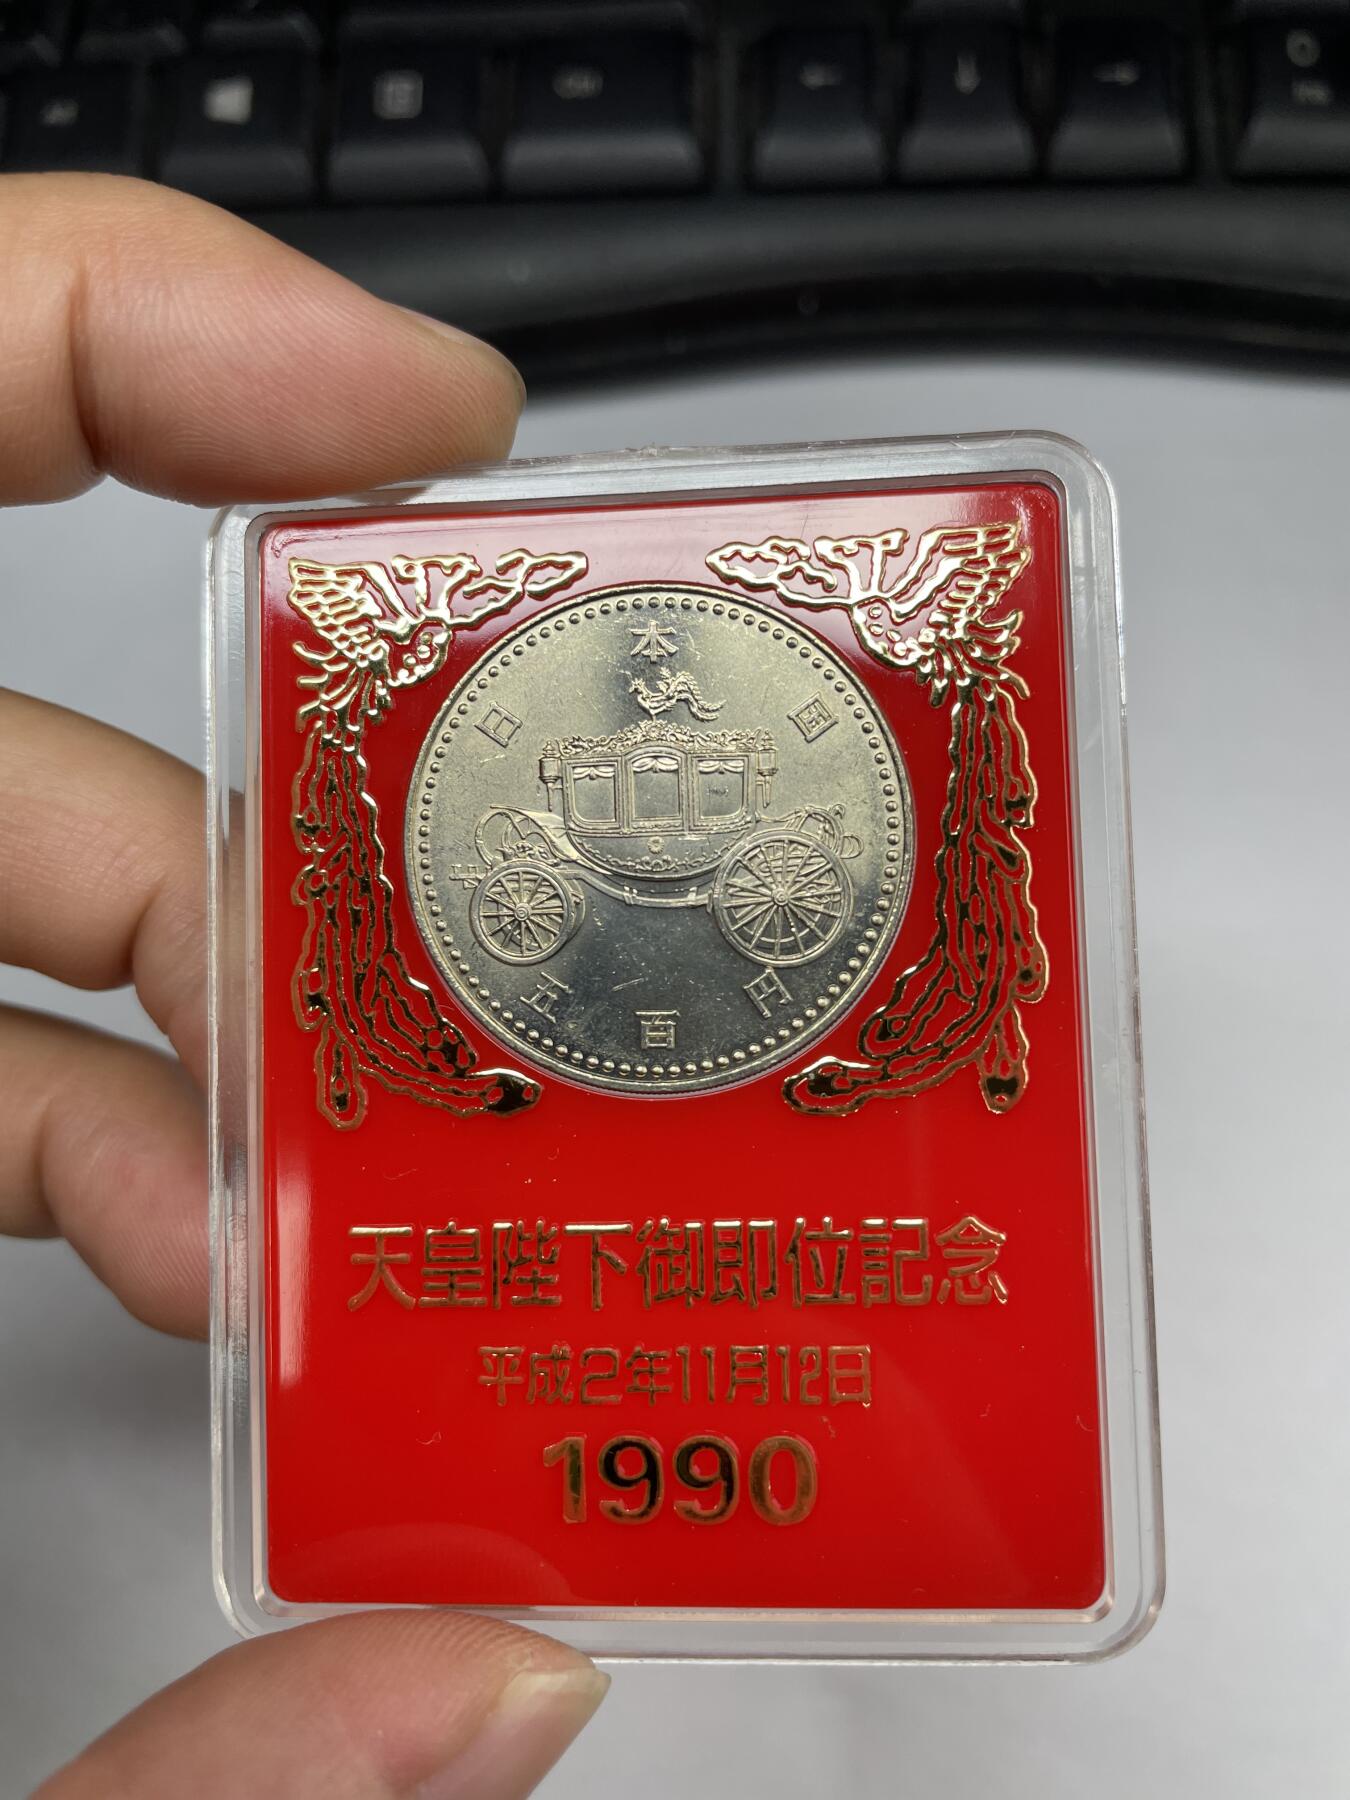 日本国
五百円
天皇陛下御即位記念
平成2年11月12日
1990